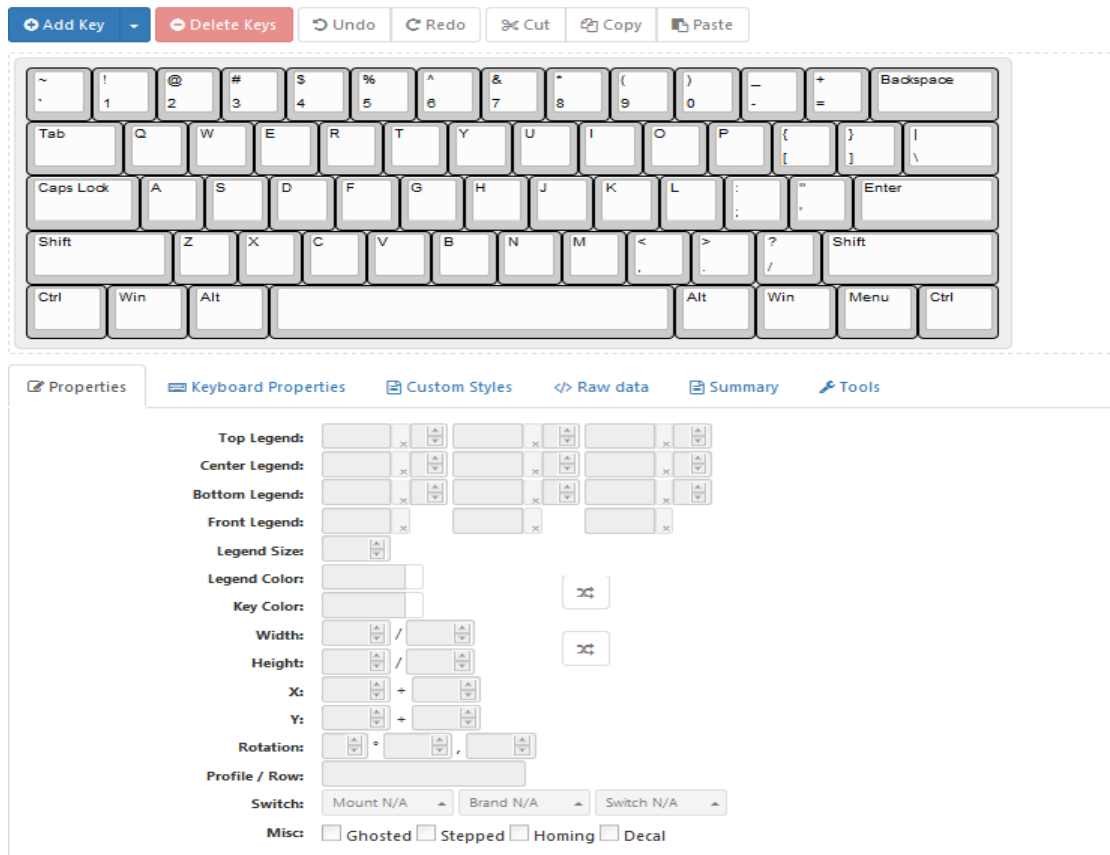 Add Key Delete Keys Undo Redo Cut Copy Paste
~ ! @ # $ % ^ & * ( ) _ + Backspace
` 1 2 3 4 5 6 7 8 9 0 - =
Tab Q W E R T Y U I O P { } |
[ ] \
Caps Lock A S D F G H J K L : " Enter
; '
Shift Z X C V B N M < > ? Shift
, . /
Ctrl Win Alt Alt Win Menu Ctrl
Properties Keyboard Properties Custom Styles </> Raw data Summary Tools
Top Legend: × × ×
Center Legend: × × ×
Bottom Legend: × × ×
Front Legend: × × ×
Legend Size:
Legend Color:
Key Color:
Width: /
Height: /
X: +
Y: +
Rotation: ° ,
Profile / Row:
Switch: Mount N/A Brand N/A Switch N/A
Misc: Ghosted Stepped Homing Decal